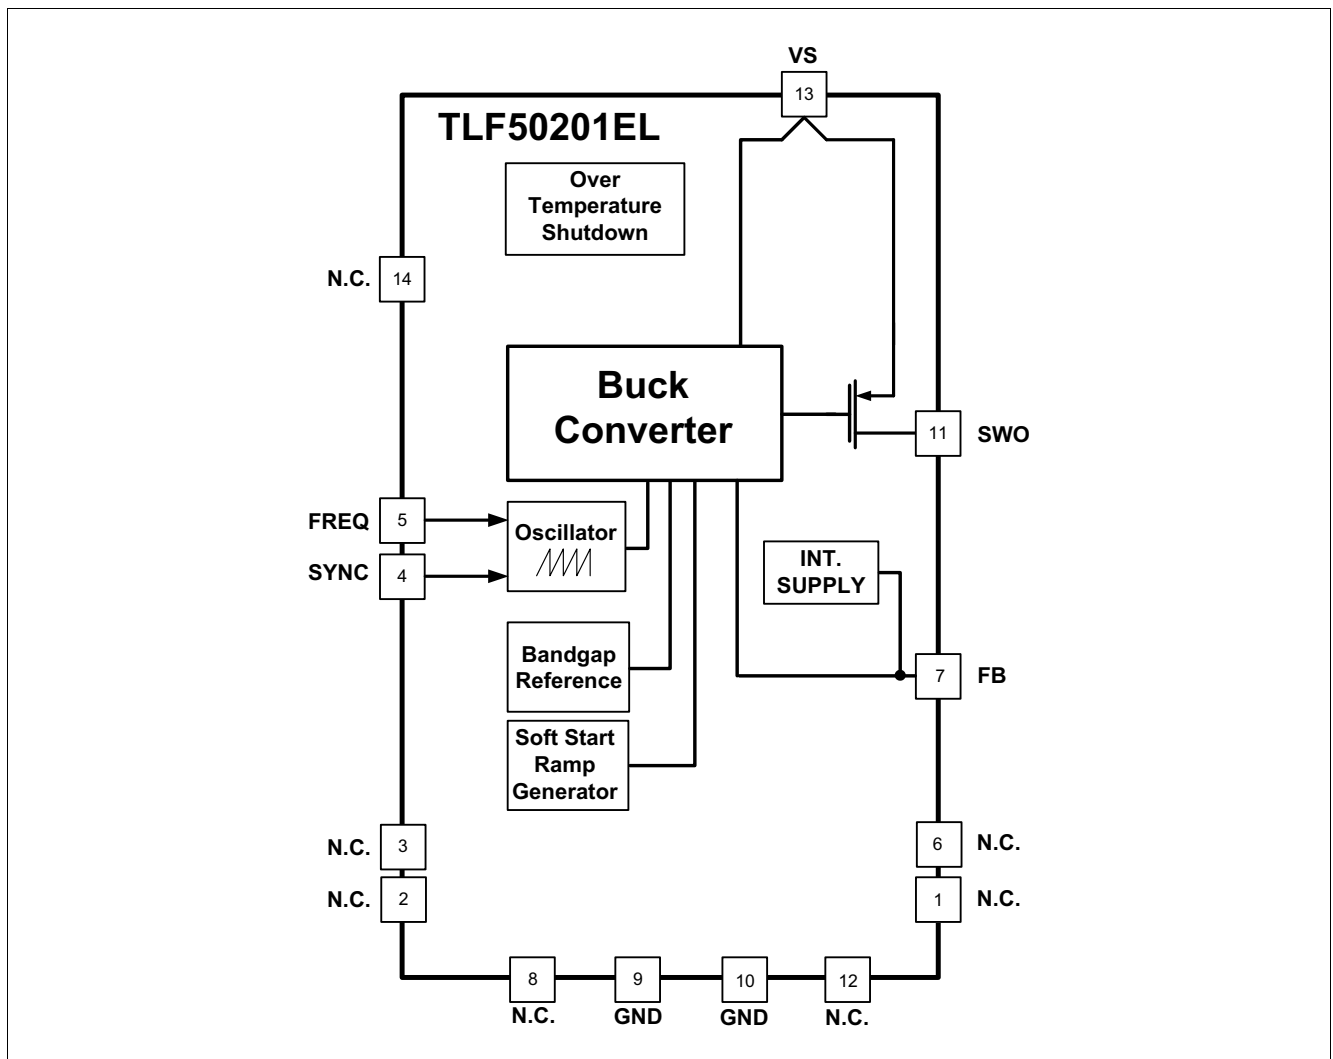 VS
13
TLF50201EL
Over
Temperature
Shutdown
N.C.
14
Buck
Converter
11
SWO
FREQ
5
Oscillator
SYNC
4
INT.
SUPPLY
Bandgap
Reference
7
FB
Soft Start
Ramp
Generator
N.C.
3
6
N.C.
N.C.
2
1
N.C.
8
9
10
12
N.C.
GND
GND
N.C.